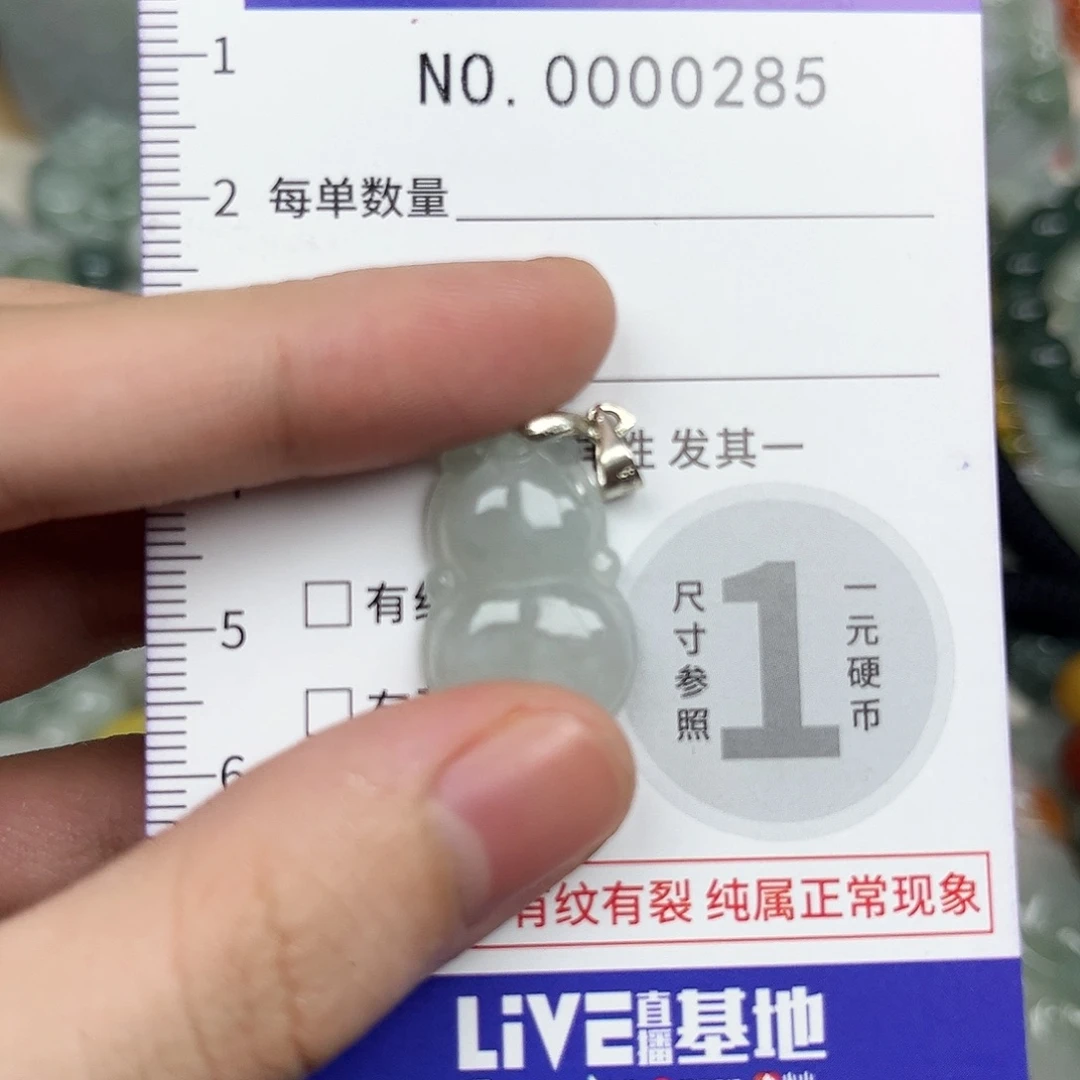 1
NO. 0000285
2 每单数量
性 发其一
有
5
尺寸参照
1
一元硬币
6
有纹有裂 纯属正常现象
LiVE直播基地